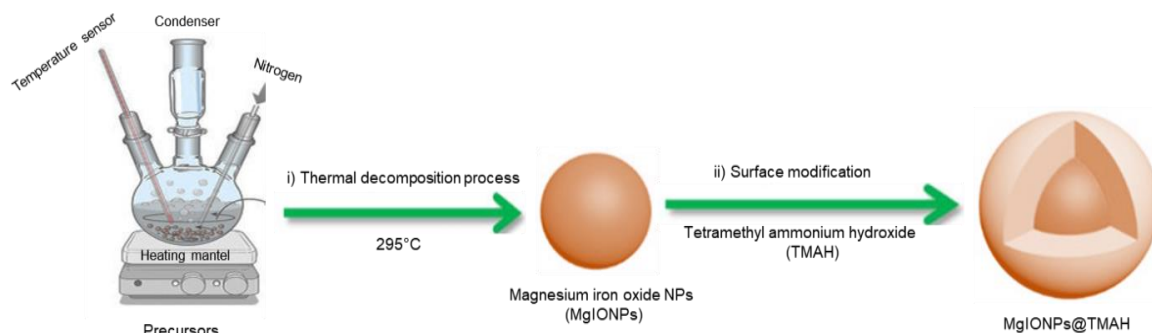 Condenser
Temperature sensor
Nitrogen
Heating mantel
Precursors
i) Thermal decomposition process
295°C
Magnesium iron oxide NPs
(MgIONPs)
ii) Surface modification
Tetramethyl ammonium hydroxide
(TMAH)
MgIONPs@TMAH